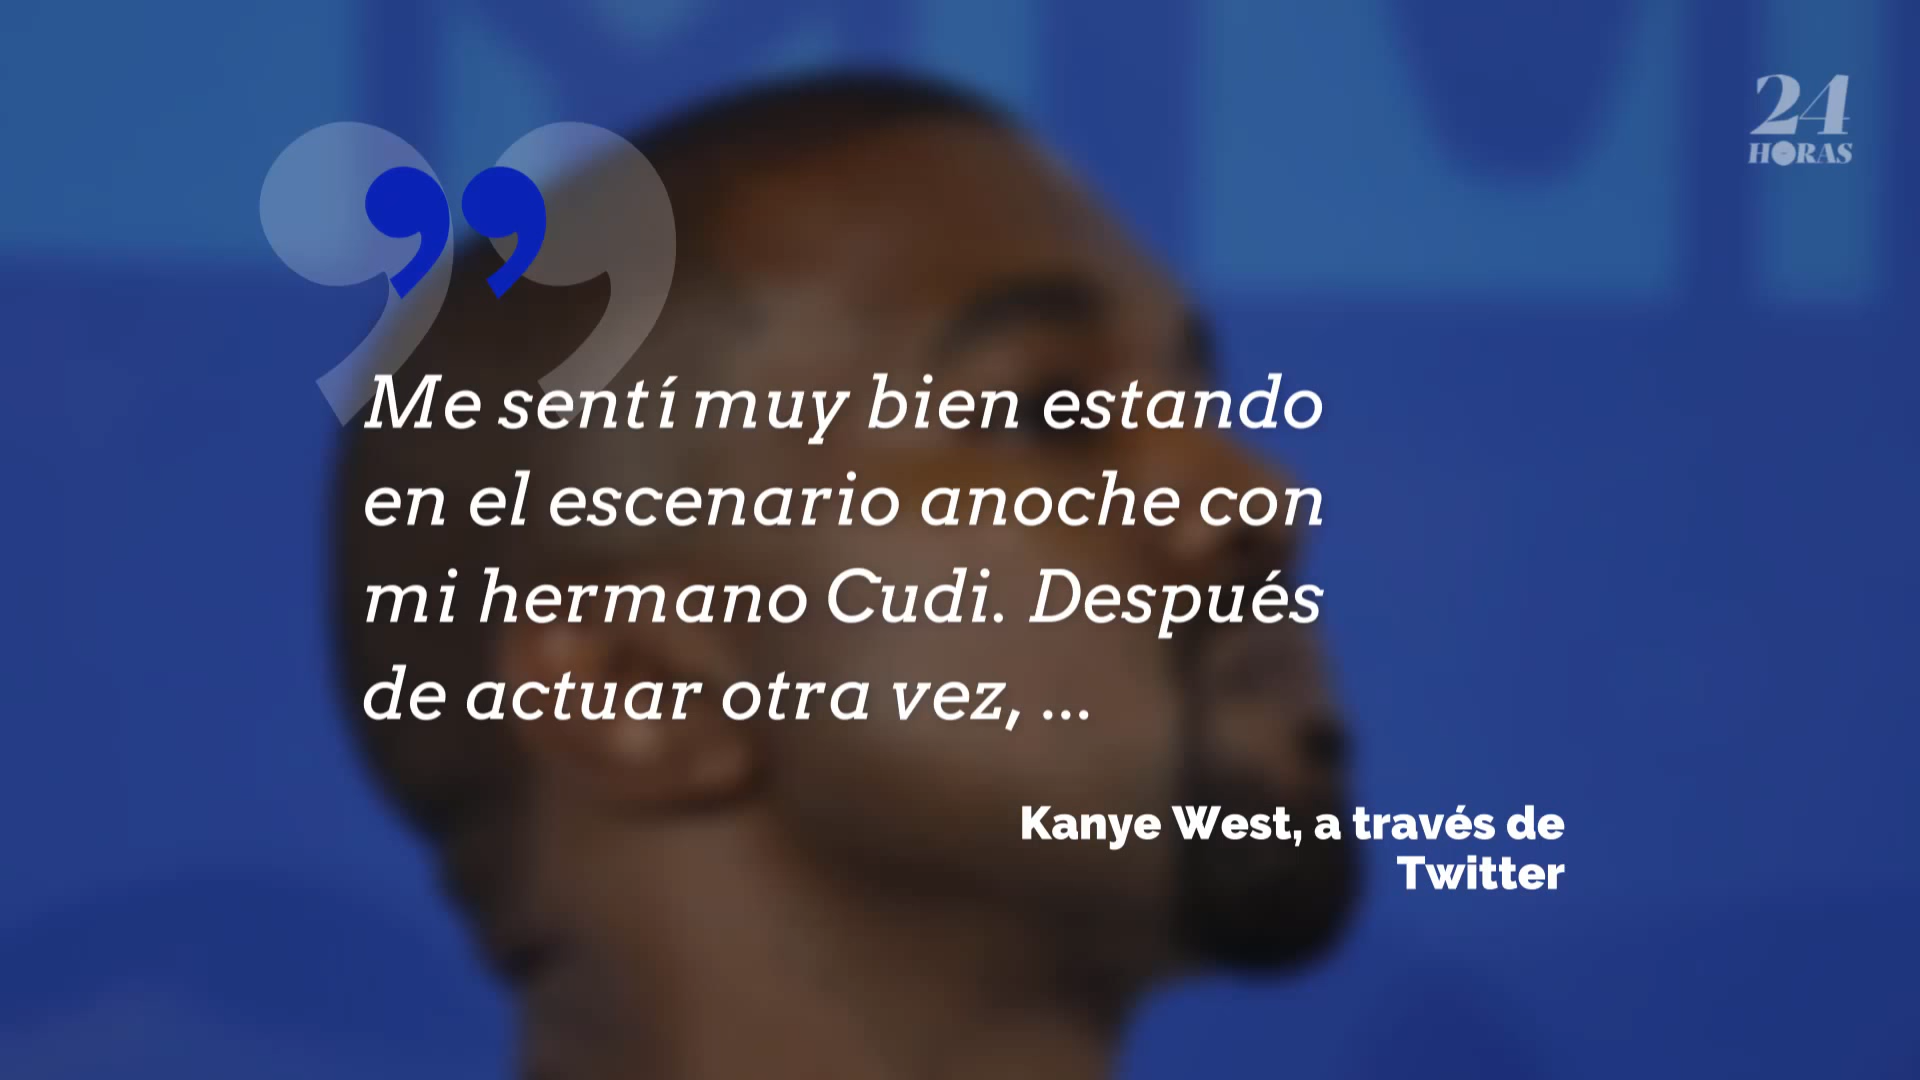 24
HORAS
Me sentí muy bien estando
en el escenario anoche con
mi hermano Cudi. Después
de actuar otra vez, ...
Kanye West, a través de
Twitter